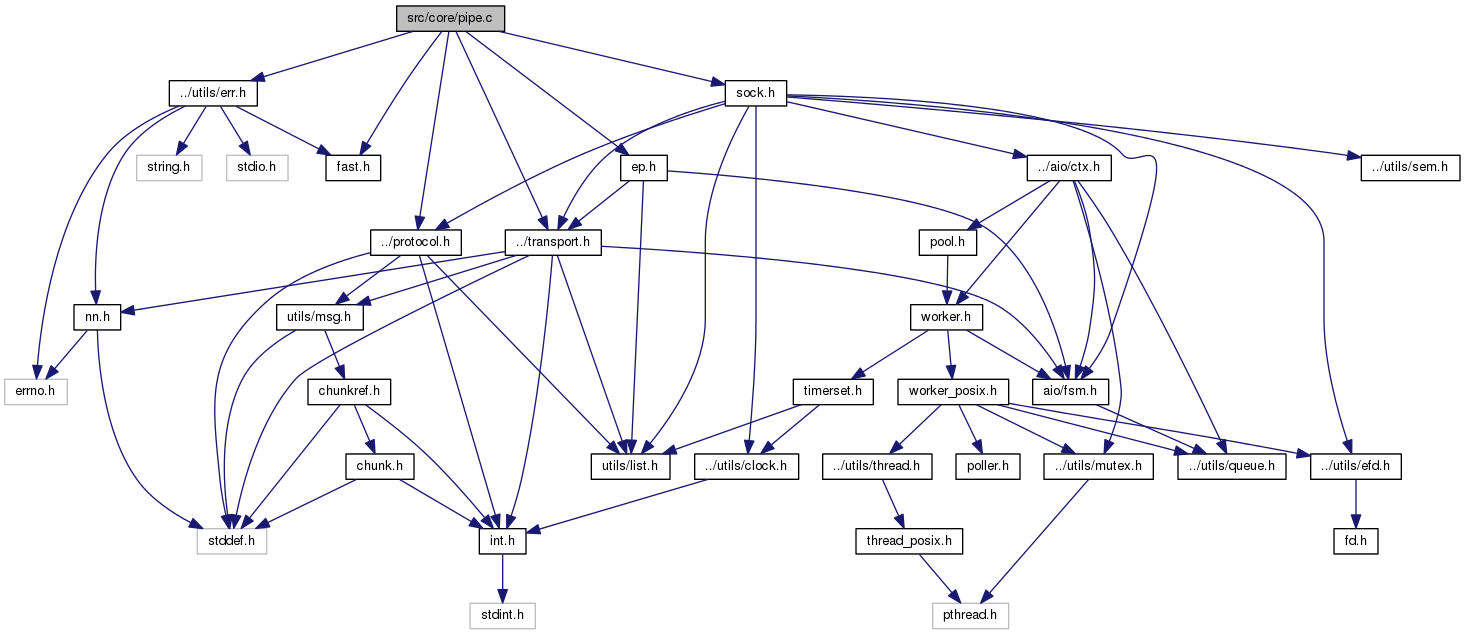 src/core/pipe.c
../utils/err.h
sock.h
string.h
stdio.h
fast.h
ep.h
../aio/ctx.h
../utils/sem.h
../protocol.h
../transport.h
pool.h
nn.h
utils/msg.h
worker.h
errno.h
chunkref.h
timerset.h
worker_posix.h
aio/fsm.h
chunk.h
utils/list.h
../utils/clock.h
../utils/thread.h
poller.h
../utils/mutex.h
../utils/queue.h
../utils/efd.h
stddef.h
int.h
thread_posix.h
fd.h
stdint.h
pthread.h